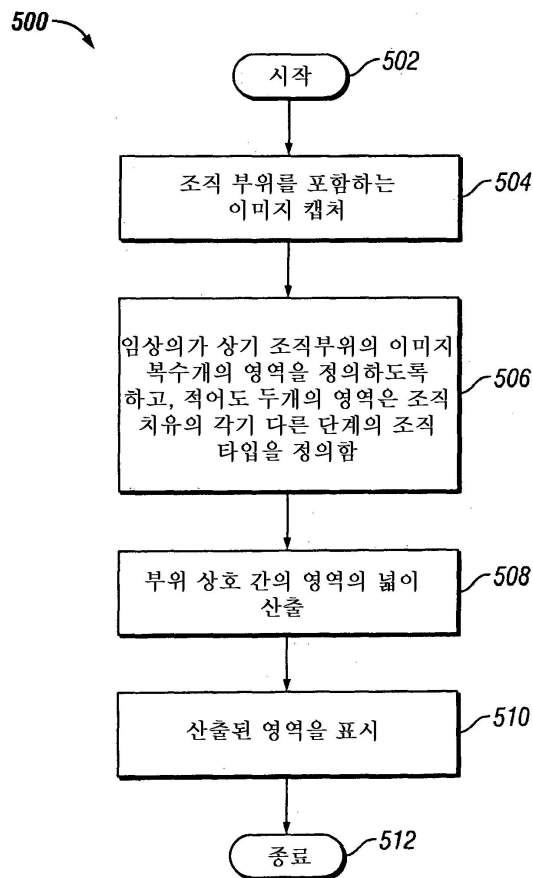 500
시작
502
조직 부위를 포함하는
이미지 캡처
504
임상의가 상기 조직부위의 이미지
복수개의 영역을 정의하도록
하고, 적어도 두개의 영역은 조직
치유의 각기 다른 단계의 조직
타입을 정의함
506
부위 상호 간의 영역의 넓이
산출
508
산출된 영역을 표시
510
종료
512